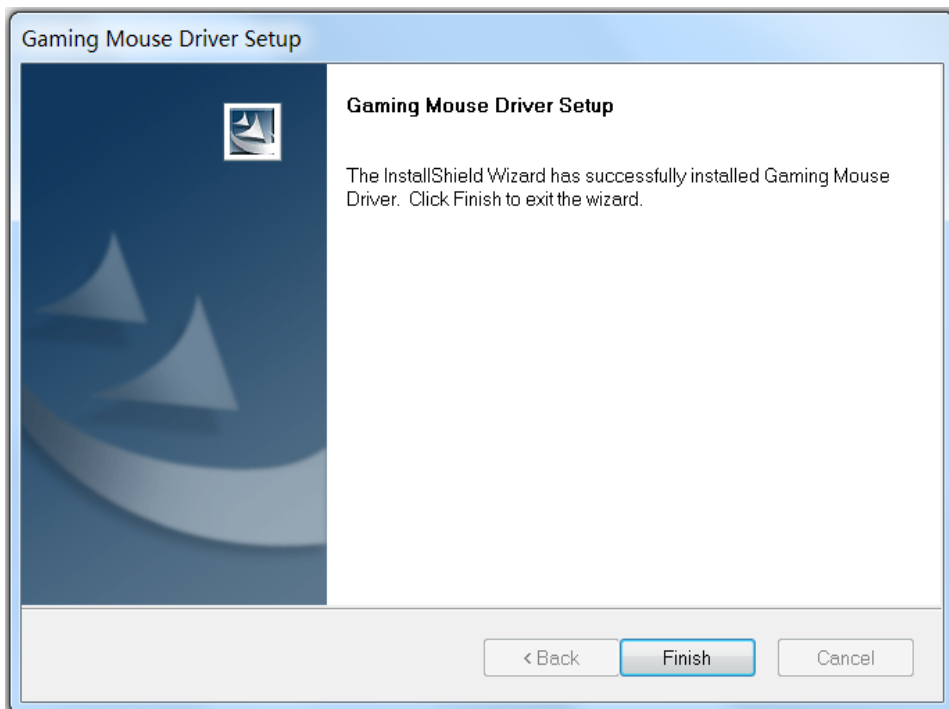 Gaming Mouse Driver Setup
Gaming Mouse Driver Setup
The InstallShield Wizard has successfully installed Gaming Mouse
Driver.  Click Finish to exit the wizard.
< Back
Finish
Cancel